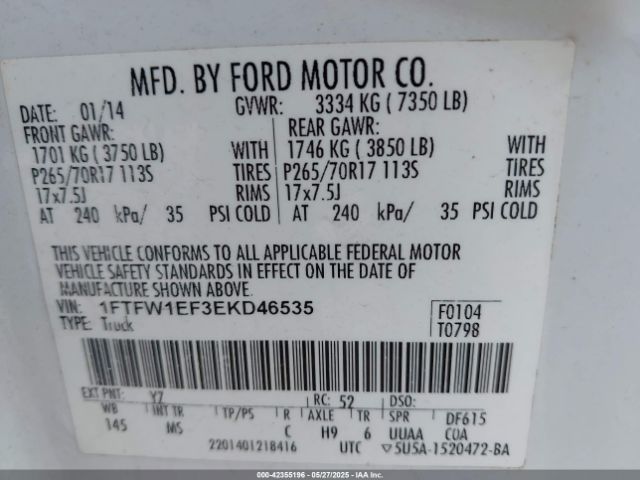 MFD. BY FORD MOTOR CO.
DATE: 01/14 GVWR: 3334 KG ( 7350 LB)
FRONT GAWR: REAR GAWR:
1701 KG ( 3750 LB) WITH 1746 KG ( 3850 LB) WITH
P265/70R17 113S TIRES P265/70R17 113S TIRES
17x7.5J RIMS 17x7.5J RIMS
AT 240 kPa/ 35 PSI COLD AT 240 kPa/ 35 PSI COLD
THIS VEHICLE CONFORMS TO ALL APPLICABLE FEDERAL MOTOR
VEHICLE SAFETY STANDARDS IN EFFECT ON THE DATE OF
MANUFACTURE SHOWN ABOVE.
VIN: 1FTFW1EF3EKD46535 F0104
TYPE: Truck T0798
EXT PNT: YZ RC: 52 DSO:
WB INT TR TP/PS R AXLE TR SPR DF615
145 MS C H9 6 UUAA COA
2201401218416 UTC ▽5U5A-1520472-BA
000-42355196 - 05/27/2025 - IAAI.COM